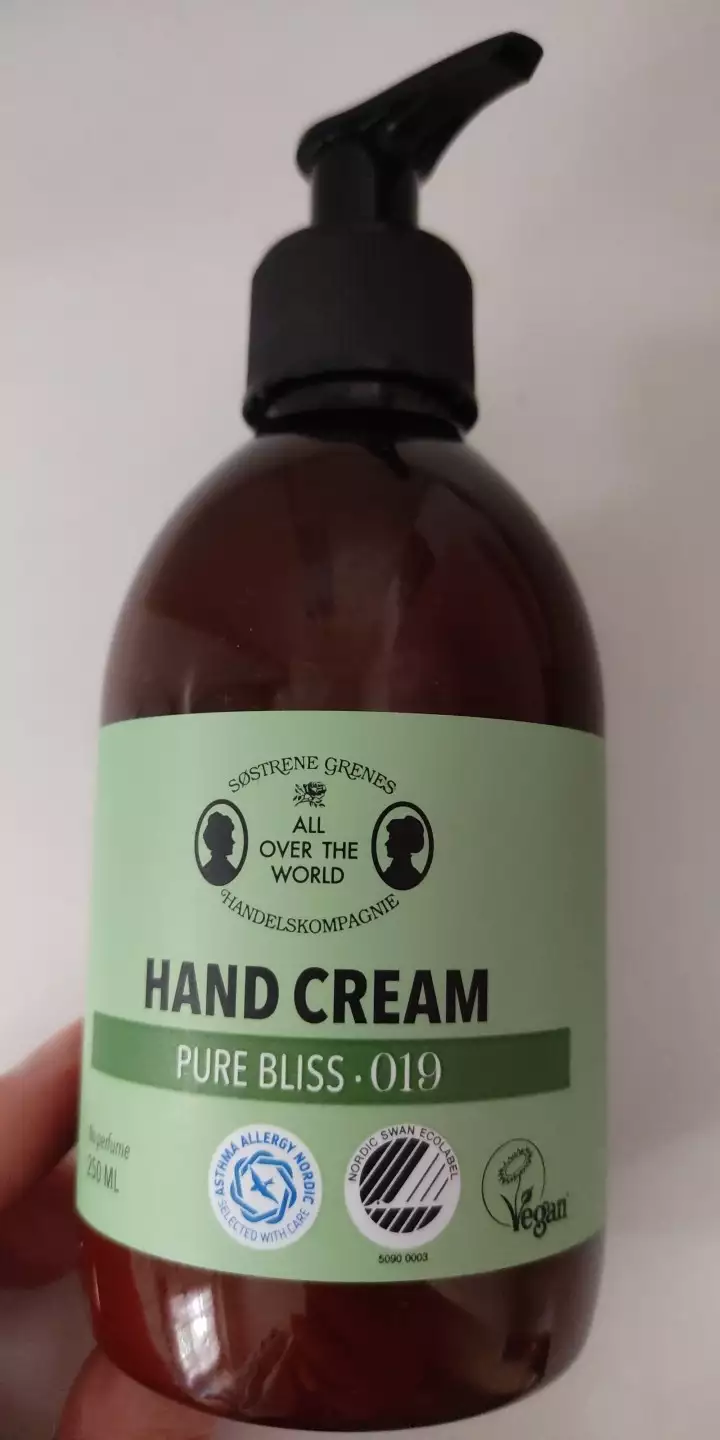 SØSTRENE GRENES
ALL
OVER THE
WORLD
HANDELSKOMPAGNIE
HAND CREAM
PURE BLISS · 019
No perfume
250 ML
ASTHMA ALLERGY NORDIC
SELECTED WITH CARE
NORDIC SWAN ECOLABEL
5090 0003
Vegan